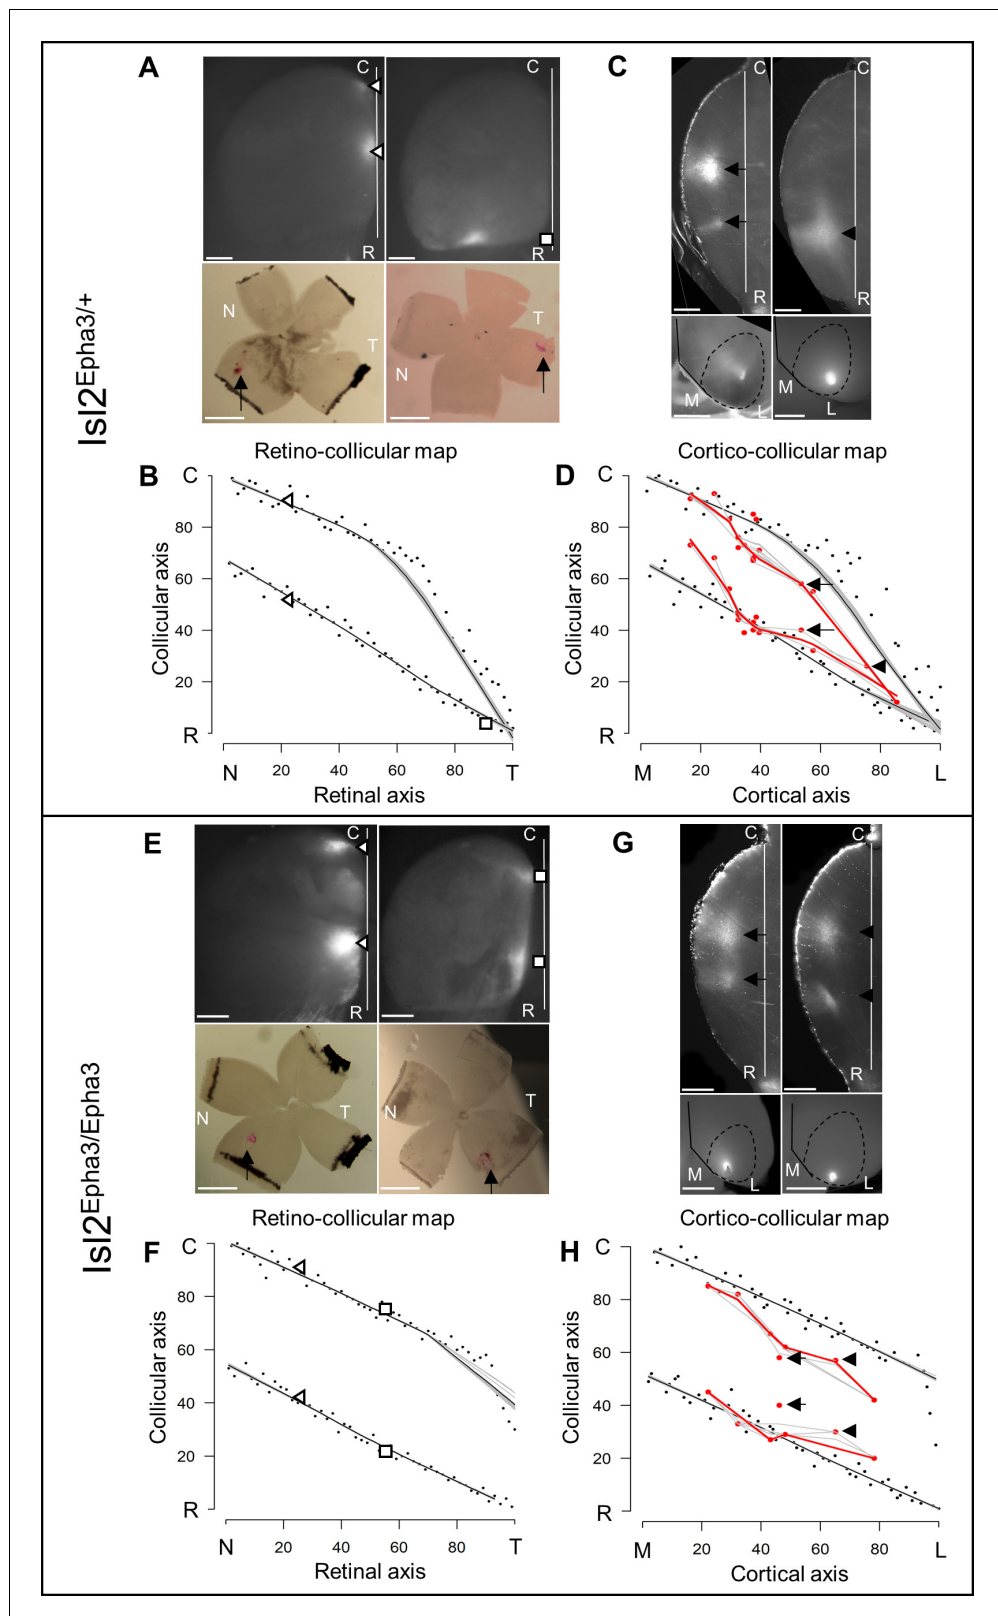 Isl2Epha3/+
A
C
C
R
R
N
T
T
N
C
C
C
R
R
M
L
M
L
Retino-collicular map
Cortico-collicular map
B
C
80
60
40
20
R
Collicular axis
N 20 40 60 80 T
Retinal axis
D
C
80
60
40
20
R
Collicular axis
M 20 40 60 80 L
Cortical axis
Isl2Epha3/Epha3
E
C
C
R
R
N
T
N
T
G
C
C
R
R
M
L
M
L
Retino-collicular map
Cortico-collicular map
F
C
80
60
40
20
R
Collicular axis
N 20 40 60 80 T
Retinal axis
H
C
80
60
40
20
R
Collicular axis
M 20 40 60 80 L
Cortical axis